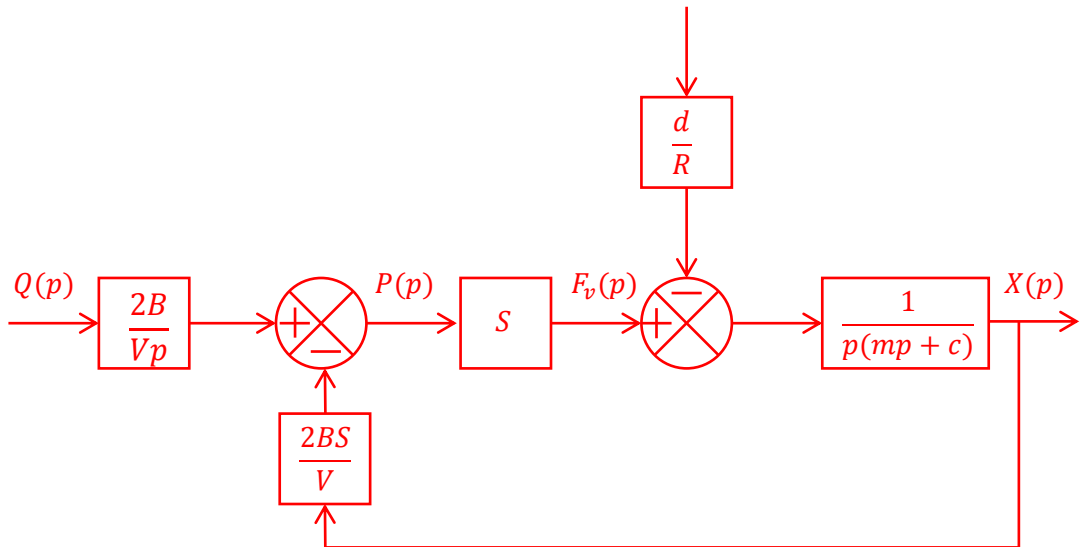 d
R
Q(p)
2B
Vp
+
−
P(p)
S
F_v(p)
−
+
1
p(mp + c)
X(p)
2BS
V